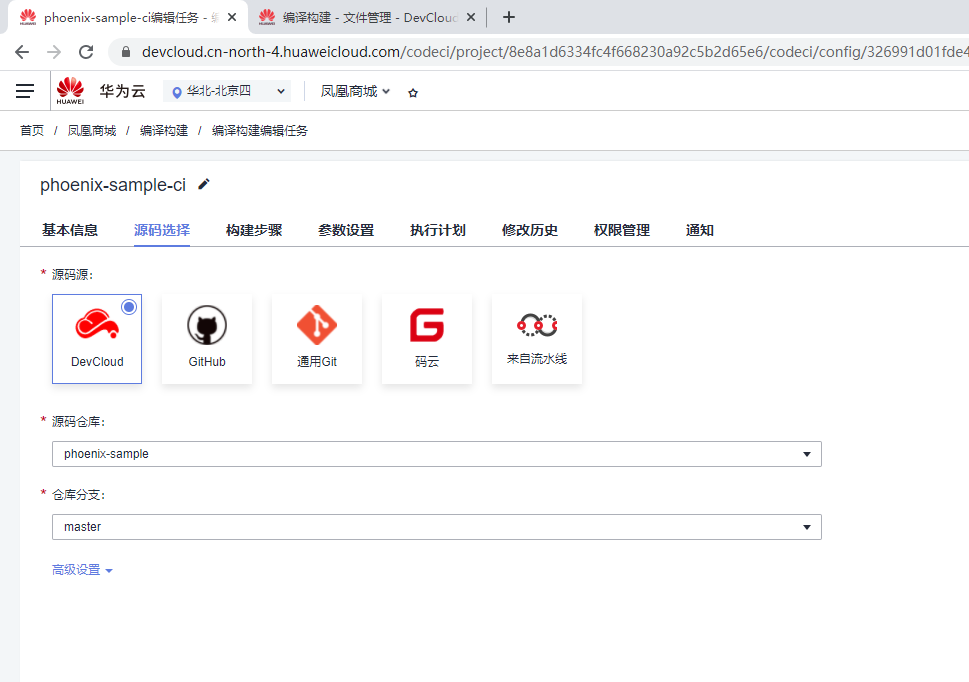 phoenix-sample-ci编辑任务 - 编译构建 - 文件管理 - DevCloud
devcloud.cn-north-4.huaweicloud.com/codeci/project/8e8a1d6334fc4f668230a92c5b2d65e6/codeci/config/326991d01fde4
HUAWEI 华为云 华北-北京四 凤凰商城
首页 / 凤凰商城 / 编译构建 / 编译构建编辑任务
phoenix-sample-ci
基本信息 源码选择 构建步骤 参数设置 执行计划 修改历史 权限管理 通知
* 源码源:
DevCloud GitHub 通用Git 码云 来自流水线
* 源码仓库:
phoenix-sample
* 仓库分支:
master
高级设置